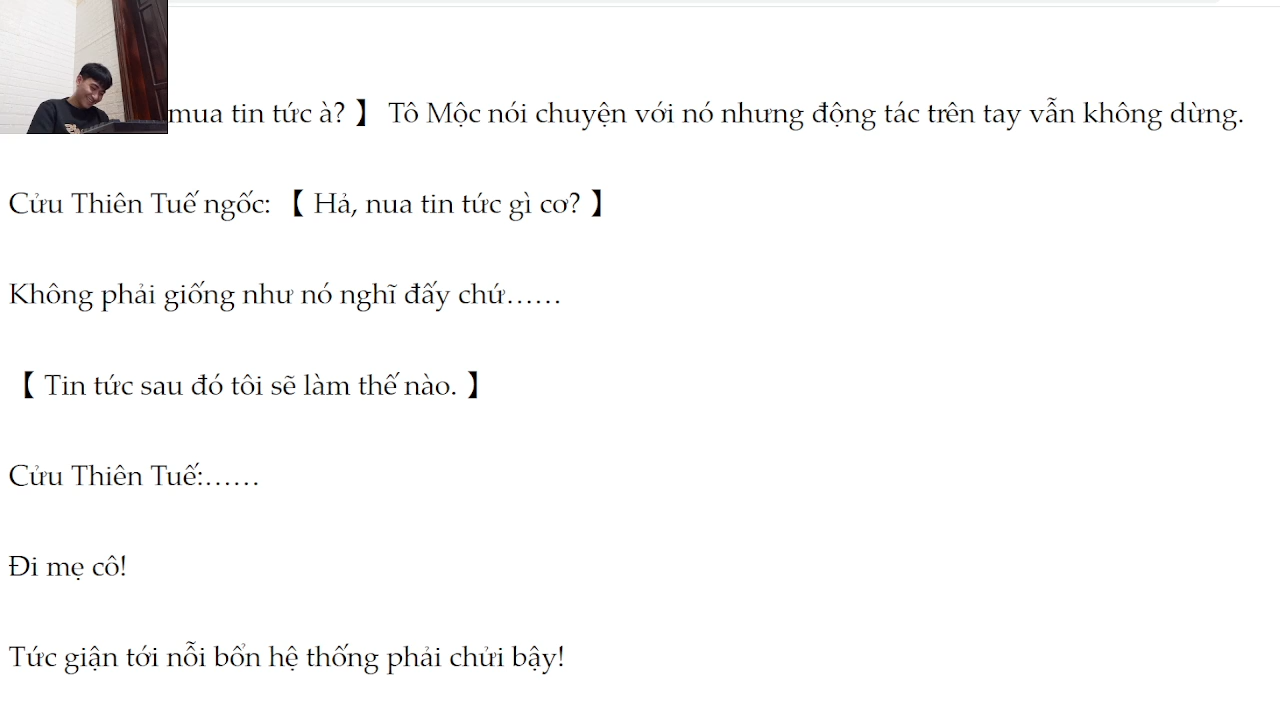 mua tin tức à? 】 Tô Mộc nói chuyện với nó nhưng động tác trên tay vẫn không dừng.
Cửu Thiên Tuế ngốc: 【 Hả, nua tin tức gì cơ? 】
Không phải giống như nó nghĩ đấy chứ……
【 Tin tức sau đó tôi sẽ làm thế nào. 】
Cửu Thiên Tuế:……
Đi mẹ cô!
Tức giận tới nỗi bổn hệ thống phải chửi bậy!